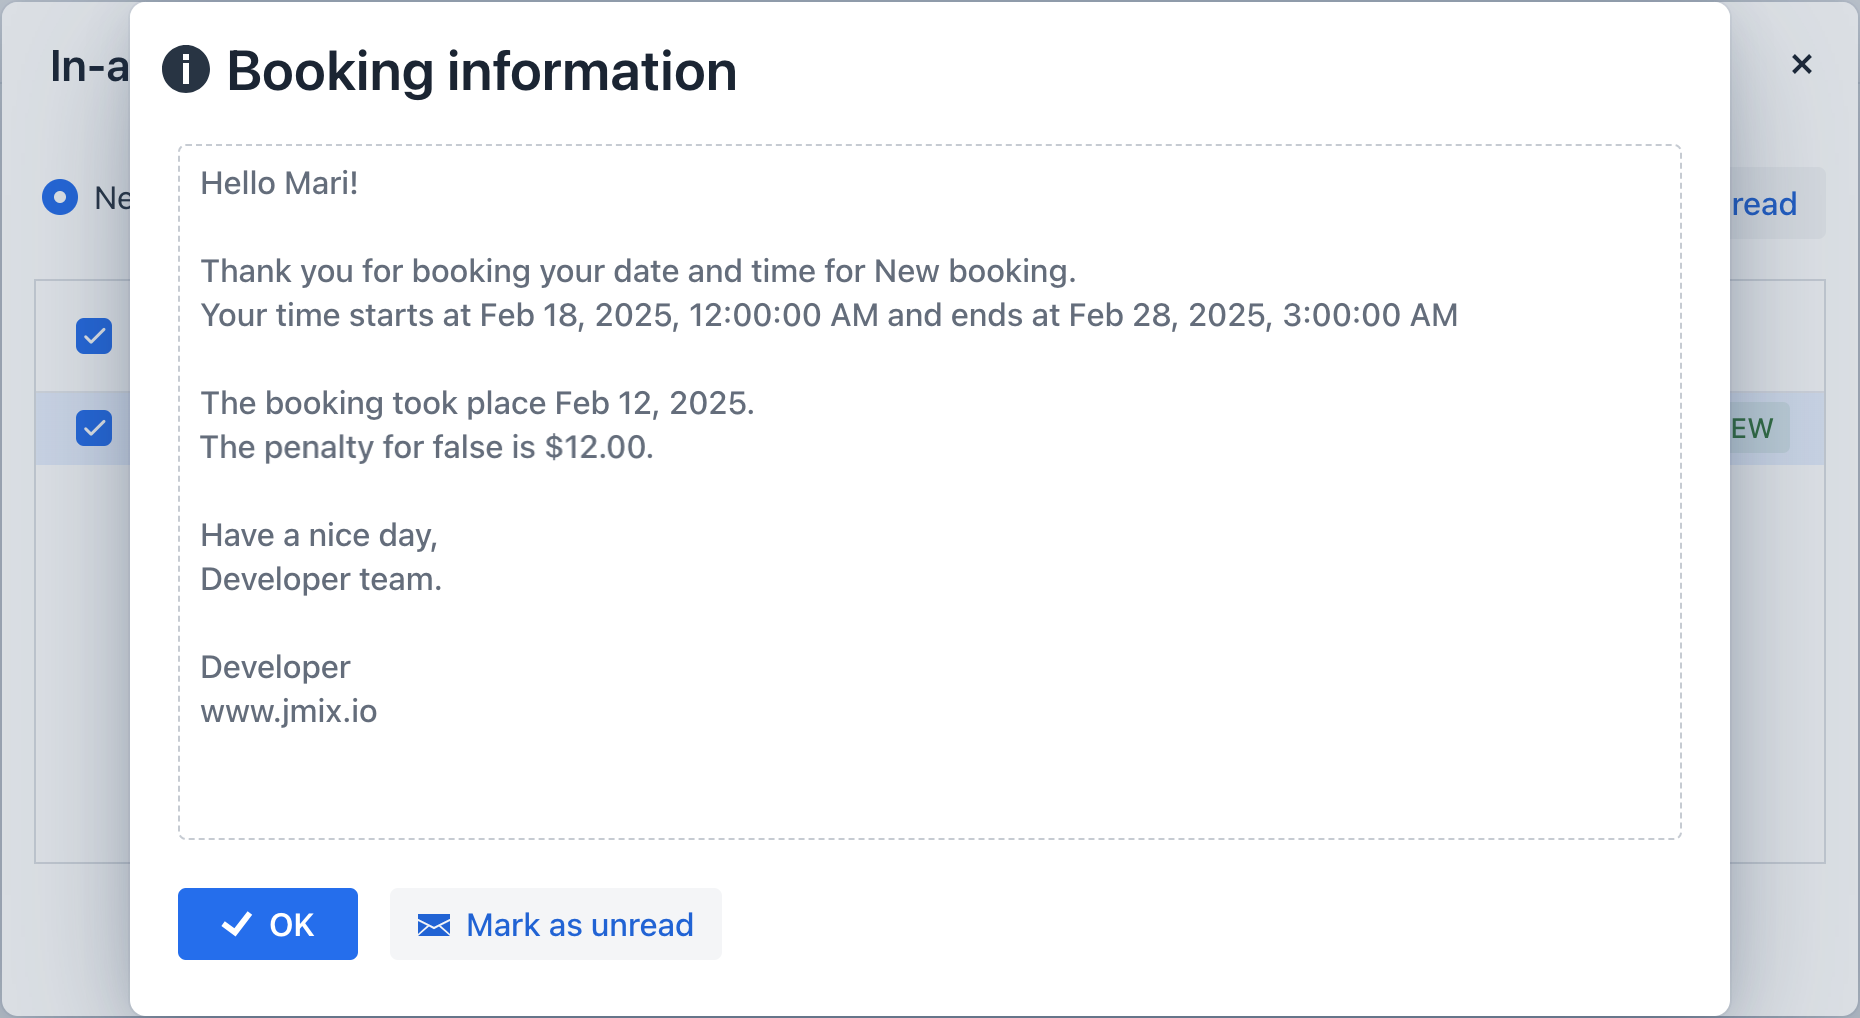 In-a
Booking information
Ne
read
Hello Mari!
Thank you for booking your date and time for New booking.
Your time starts at Feb 18, 2025, 12:00:00 AM and ends at Feb 28, 2025, 3:00:00 AM
The booking took place Feb 12, 2025.
The penalty for false is $12.00.
EW
Have a nice day,
Developer team.
Developer
www.jmix.io
OK
Mark as unread